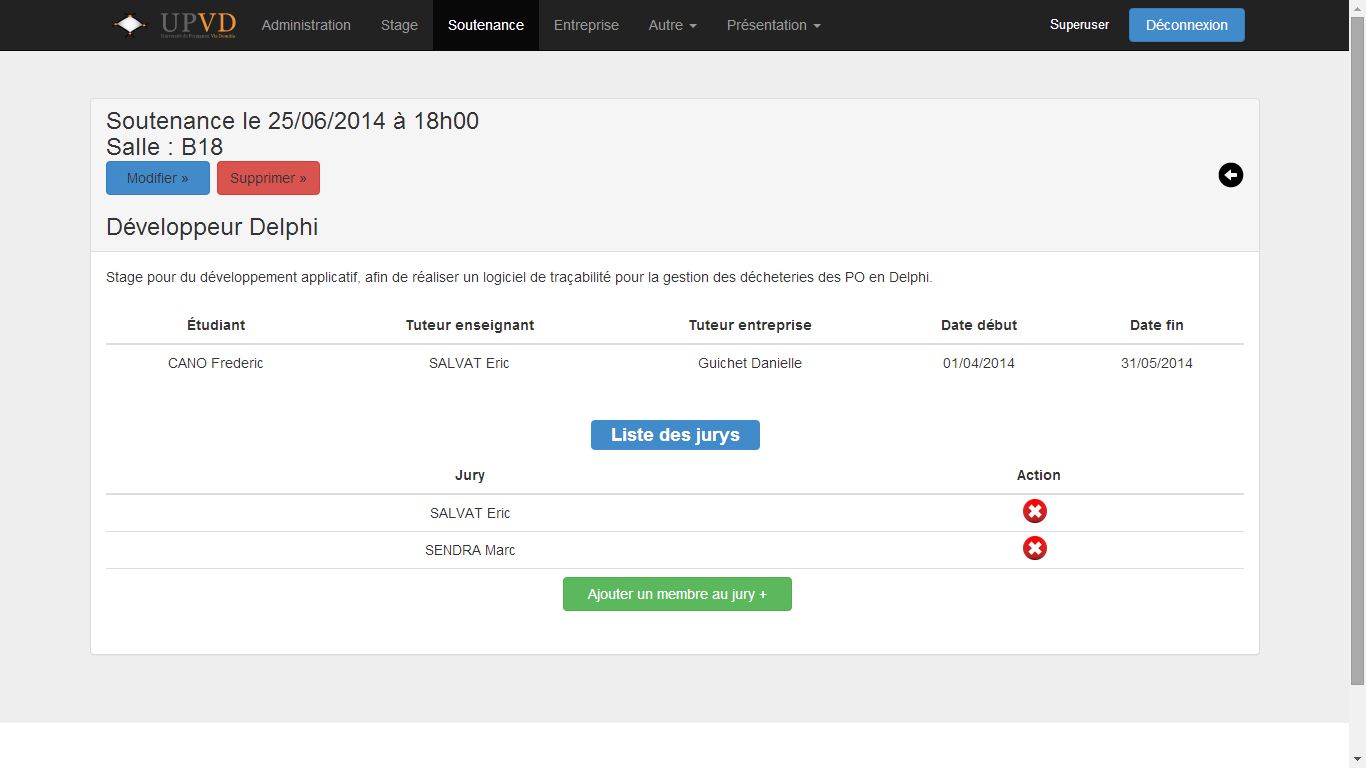 UPVD Administration Stage Soutenance Entreprise Autre Présentation Superuser Déconnexion
Université de Perpignan Via Domitia
Soutenance le 25/06/2014 à 18h00
Salle : B18
Modifier » Supprimer »
Développeur Delphi
Stage pour du développement applicatif, afin de réaliser un logiciel de traçabilité pour la gestion des décheteries des PO en Delphi.
Étudiant Tuteur enseignant Tuteur entreprise Date début Date fin
CANO Frederic SALVAT Eric Guichet Danielle 01/04/2014 31/05/2014
Liste des jurys
Jury Action
SALVAT Eric
SENDRA Marc
Ajouter un membre au jury +